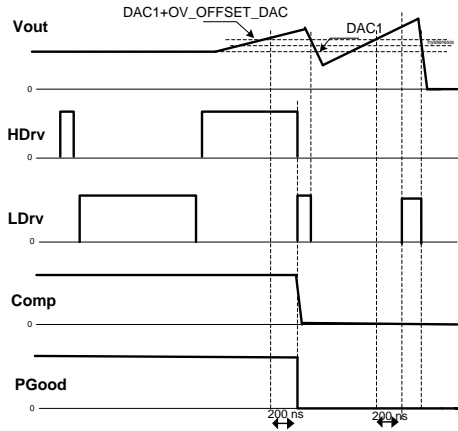 DAC1+OV_OFFSET_DAC
Vout
DAC1
0
HDrv
0
LDrv
0
Comp
0
PGood
0
200 ns
200 ns